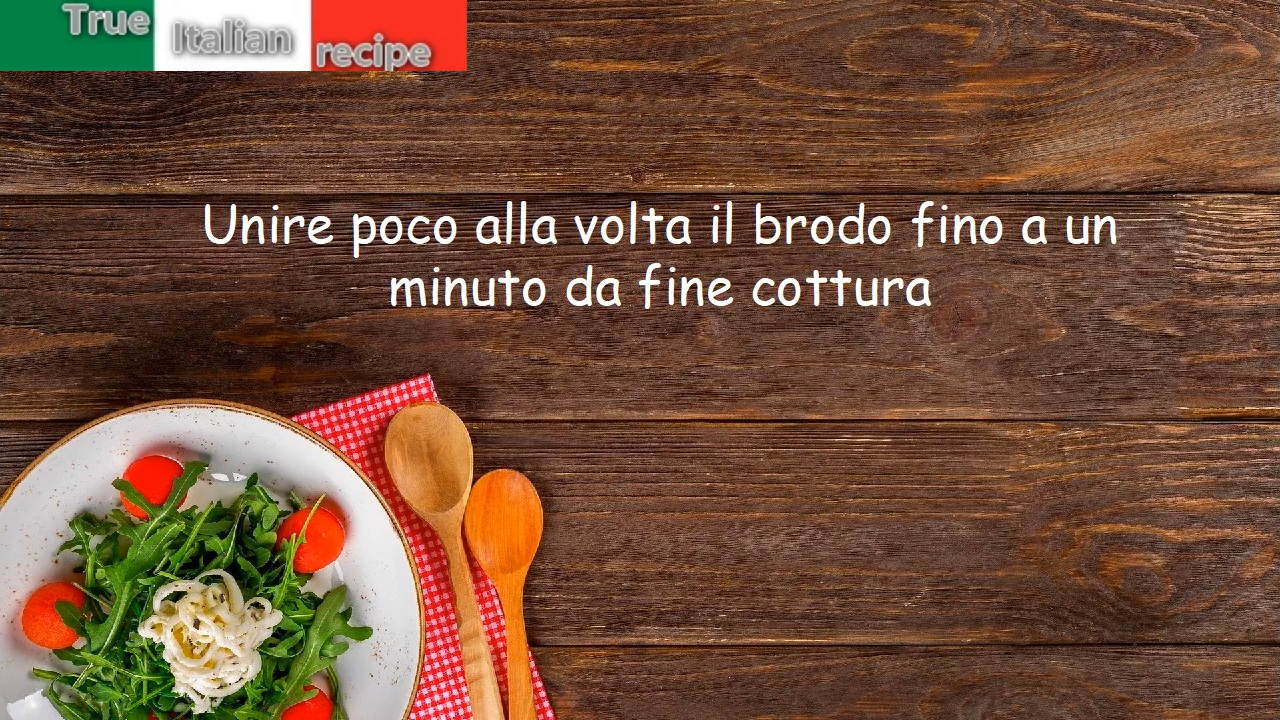 True Italian recipe
Unire poco alla volta il brodo fino a un
minuto da fine cottura